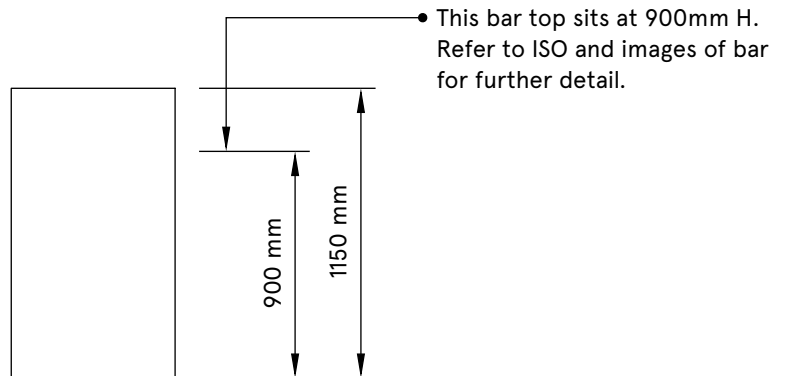 This bar top sits at 900mm H.
Refer to ISO and images of bar
for further detail.
900 mm
1150 mm